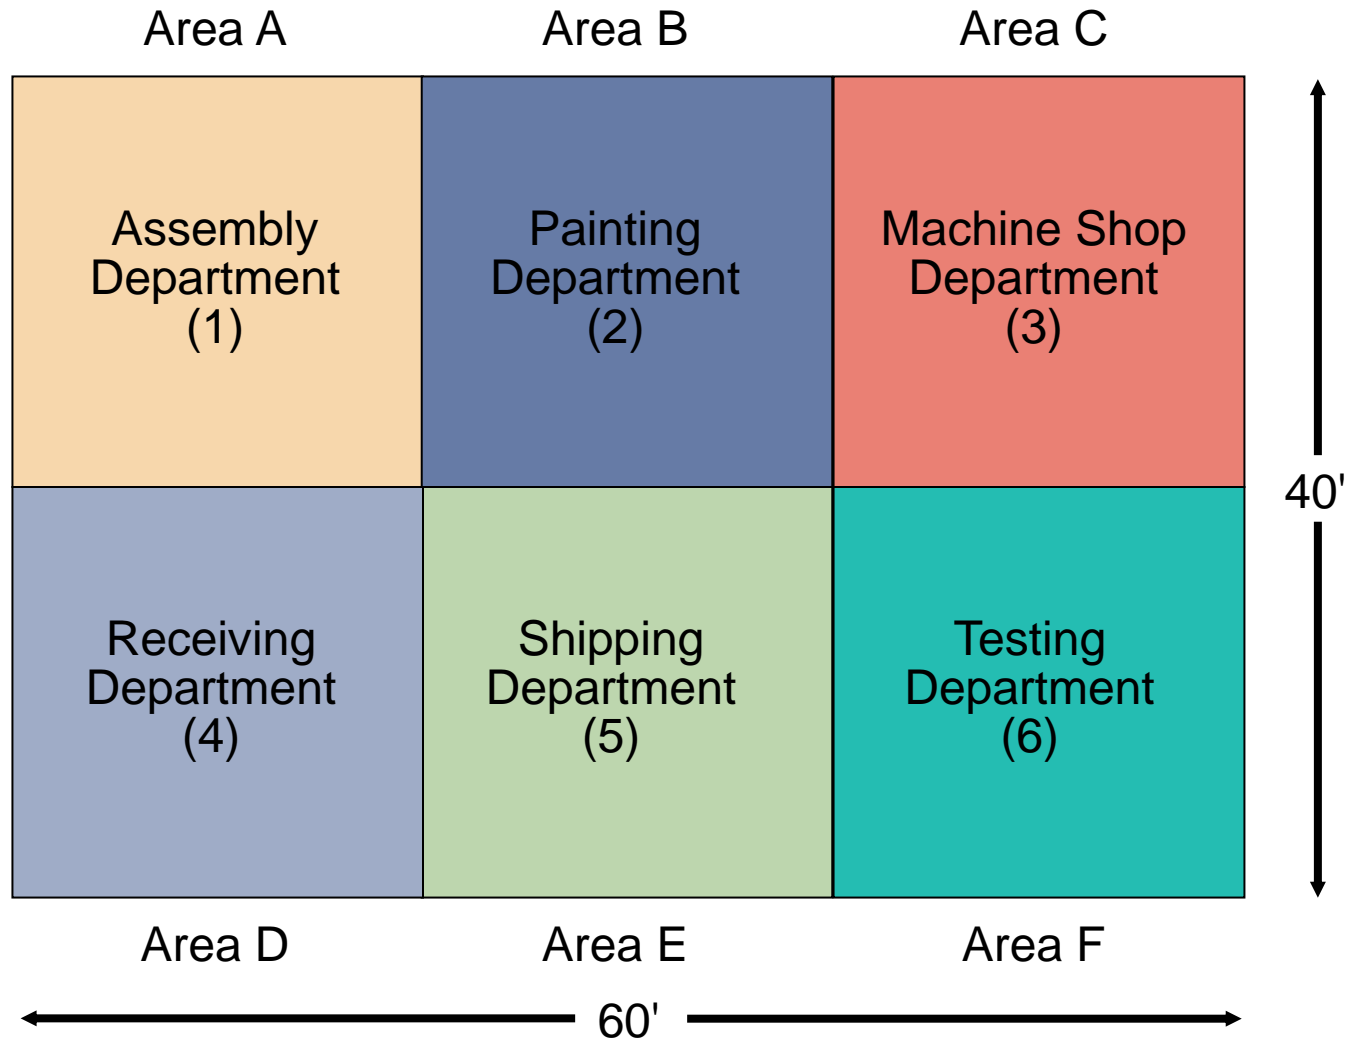 Area A
Area B
Area C
Assembly
Department
(1)
Painting
Department
(2)
Machine Shop
Department
(3)
40'
Receiving
Department
(4)
Shipping
Department
(5)
Testing
Department
(6)
Area D
Area E
Area F
60'